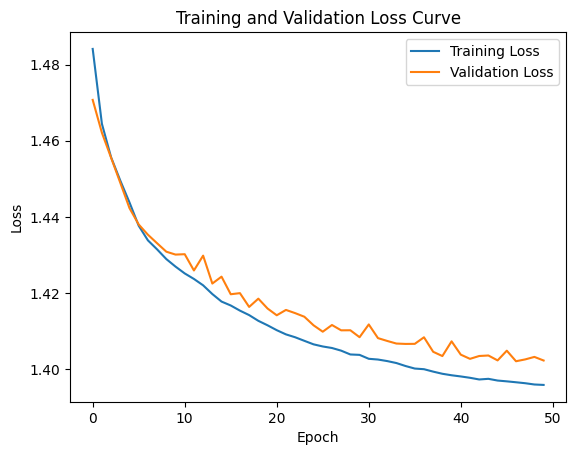 Training and Validation Loss Curve
Training Loss
Validation Loss
1.48
1.46
1.44
1.42
1.40
Loss
0
10
20
30
40
50
Epoch